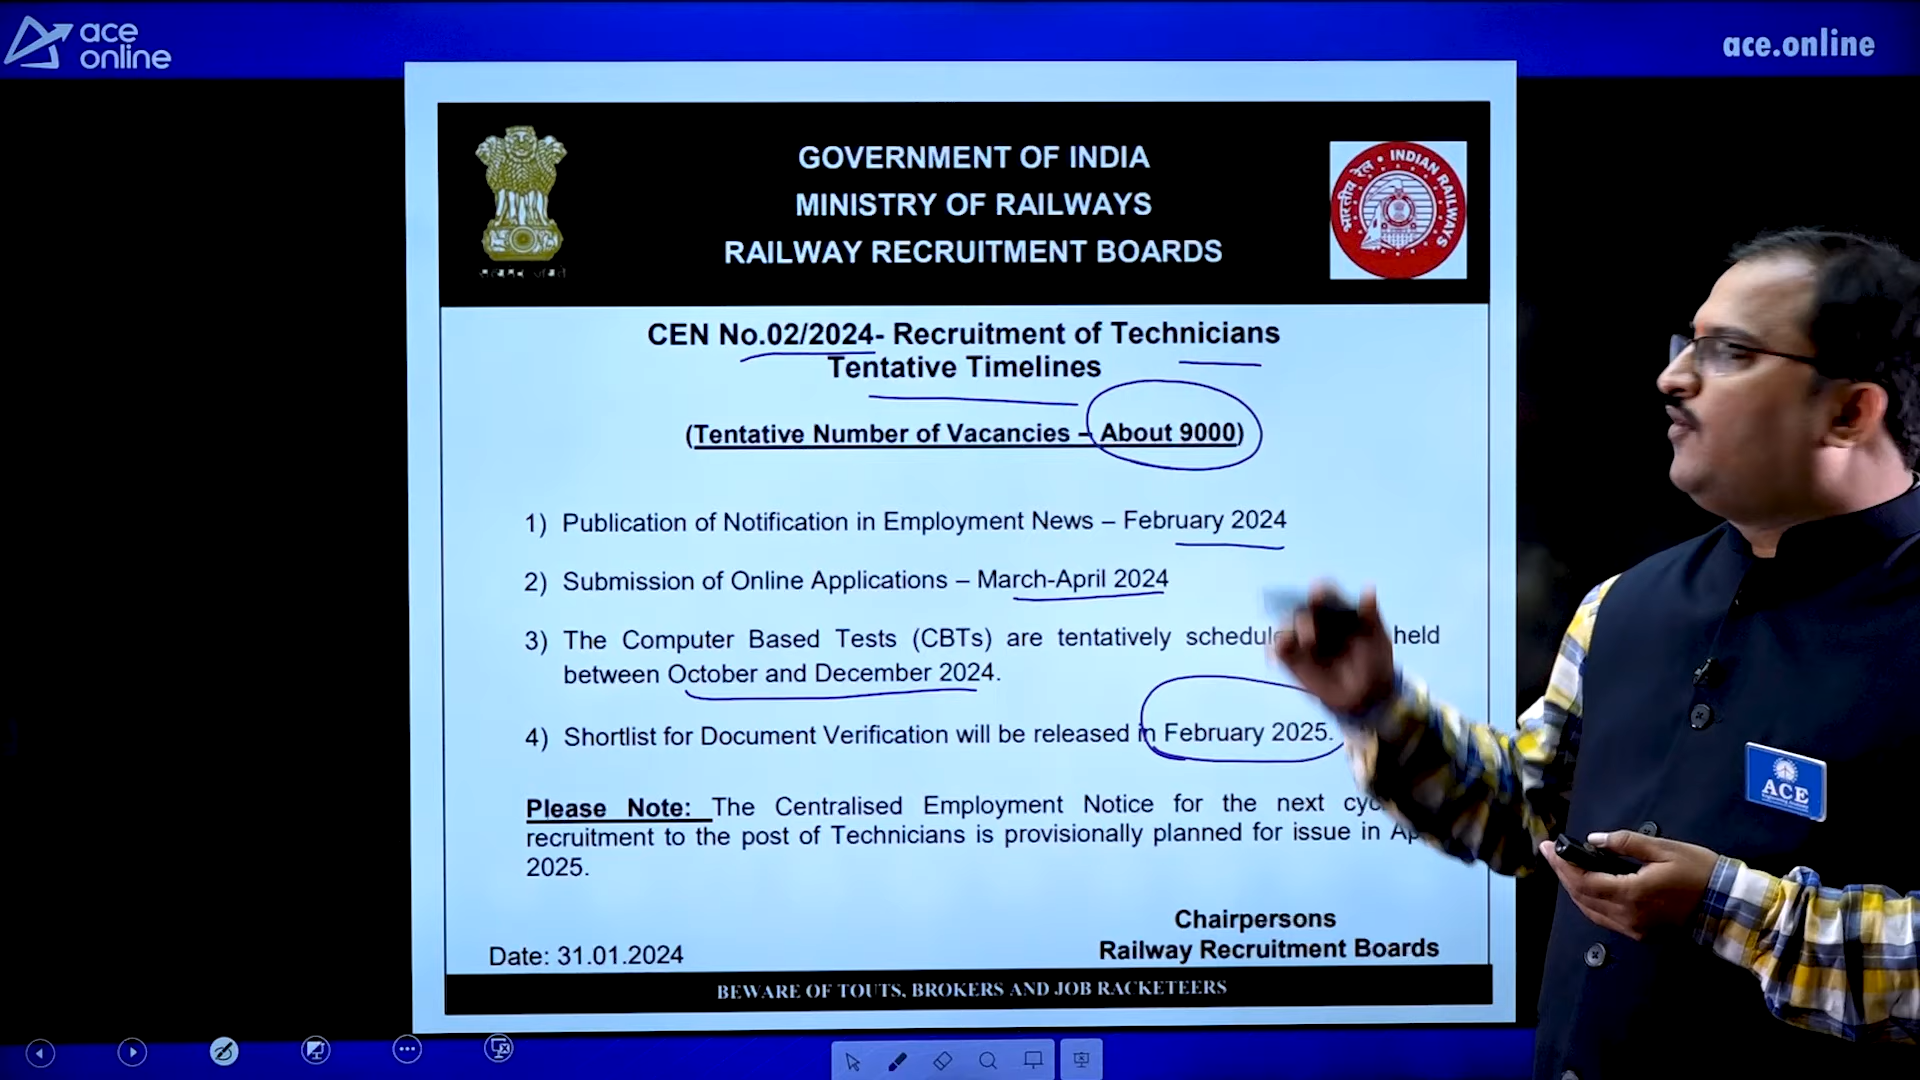 ace
online
ace.online
GOVERNMENT OF INDIA
MINISTRY OF RAILWAYS
RAILWAY RECRUITMENT BOARDS
भारतीय रेल • INDIAN RAILWAYS
CEN No.02/2024- Recruitment of Technicians
Tentative Timelines
(Tentative Number of Vacancies – About 9000)
1) Publication of Notification in Employment News – February 2024
2) Submission of Online Applications – March-April 2024
3) The Computer Based Tests (CBTs) are tentatively held
between October and December 2024.
4) Shortlist for Document Verification will be released in February 2025.
Please Note: The Centralised Employment Notice for the next
recruitment to the post of Technicians is provisionally planned for issue in
2025.
Chairpersons
Date: 31.01.2024
Railway Recruitment Boards
BEWARE OF TOUTS, BROKERS AND JOB RACKETEERS
ACE